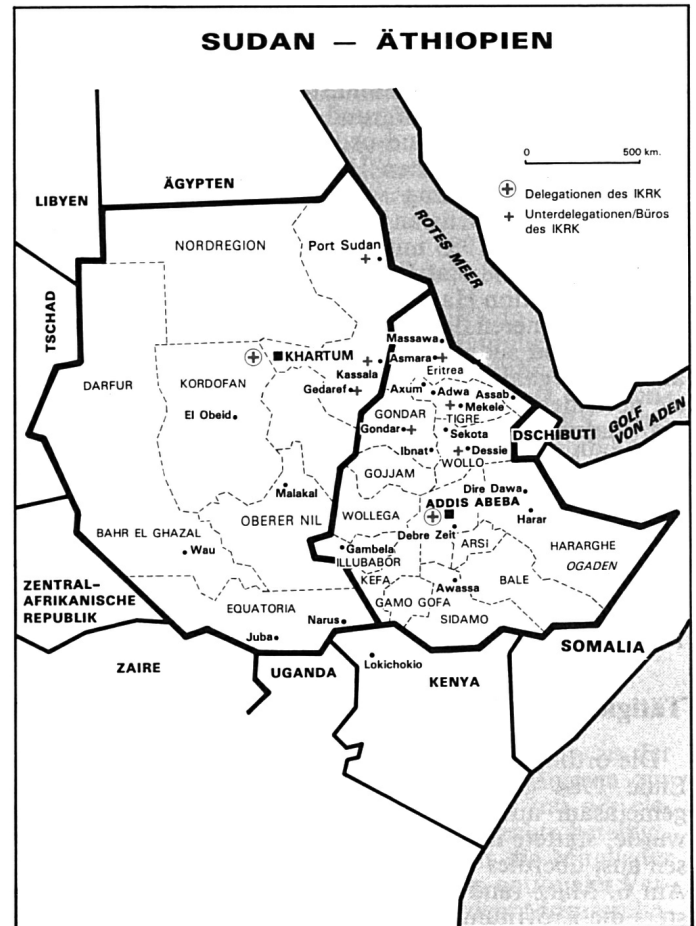 SUDAN — ÄTHIOPIEN
0 500 km.
Delegationen des IKRK
Unterdelegationen/Büros
des IKRK
LIBYEN
ÄGYPTEN
ROTES MEER
NORDREGION
Port Sudan
TSCHAD
KHARTUM
Massawa
Asmara
Kassala
Eritrea
DARFUR
KORDOFAN
Gedaref
Axum
Adwa
Assab
El Obeid
GONDAR
Mekele
TIGRE
Gondar
Sekota
DSCHIBUTI
GOLF
VON ADEN
Ibnat
Dessie
WOLLO
GOJJAM
Malakal
Dire Dawa
ADDIS ABEBA
OBERER NIL
WOLLEGA
Harar
BAHR EL GHAZAL
Debre Zeit
ARSI
Wau
Gambela
HARARGHE
ILLUBABOR
OGADEN
KEFA
BALE
ZENTRAL-
AFRIKANISCHE
REPUBLIK
Awassa
GAMO GOFA
EQUATORIA
Narus
SIDAMO
Juba
SOMALIA
ZAIRE
UGANDA
Lokichokio
KENYA